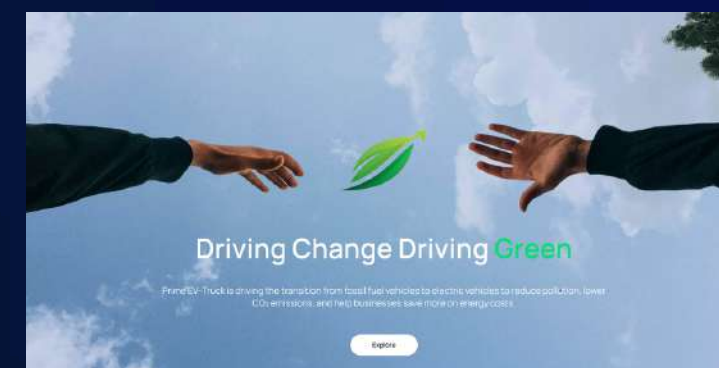 Driving Change Driving Green
Prime EV-Truck is driving the transition from fossil fuel vehicles to electric vehicles to reduce pollution, lower
CO₂ emissions, and help businesses save more on energy costs.
Explore